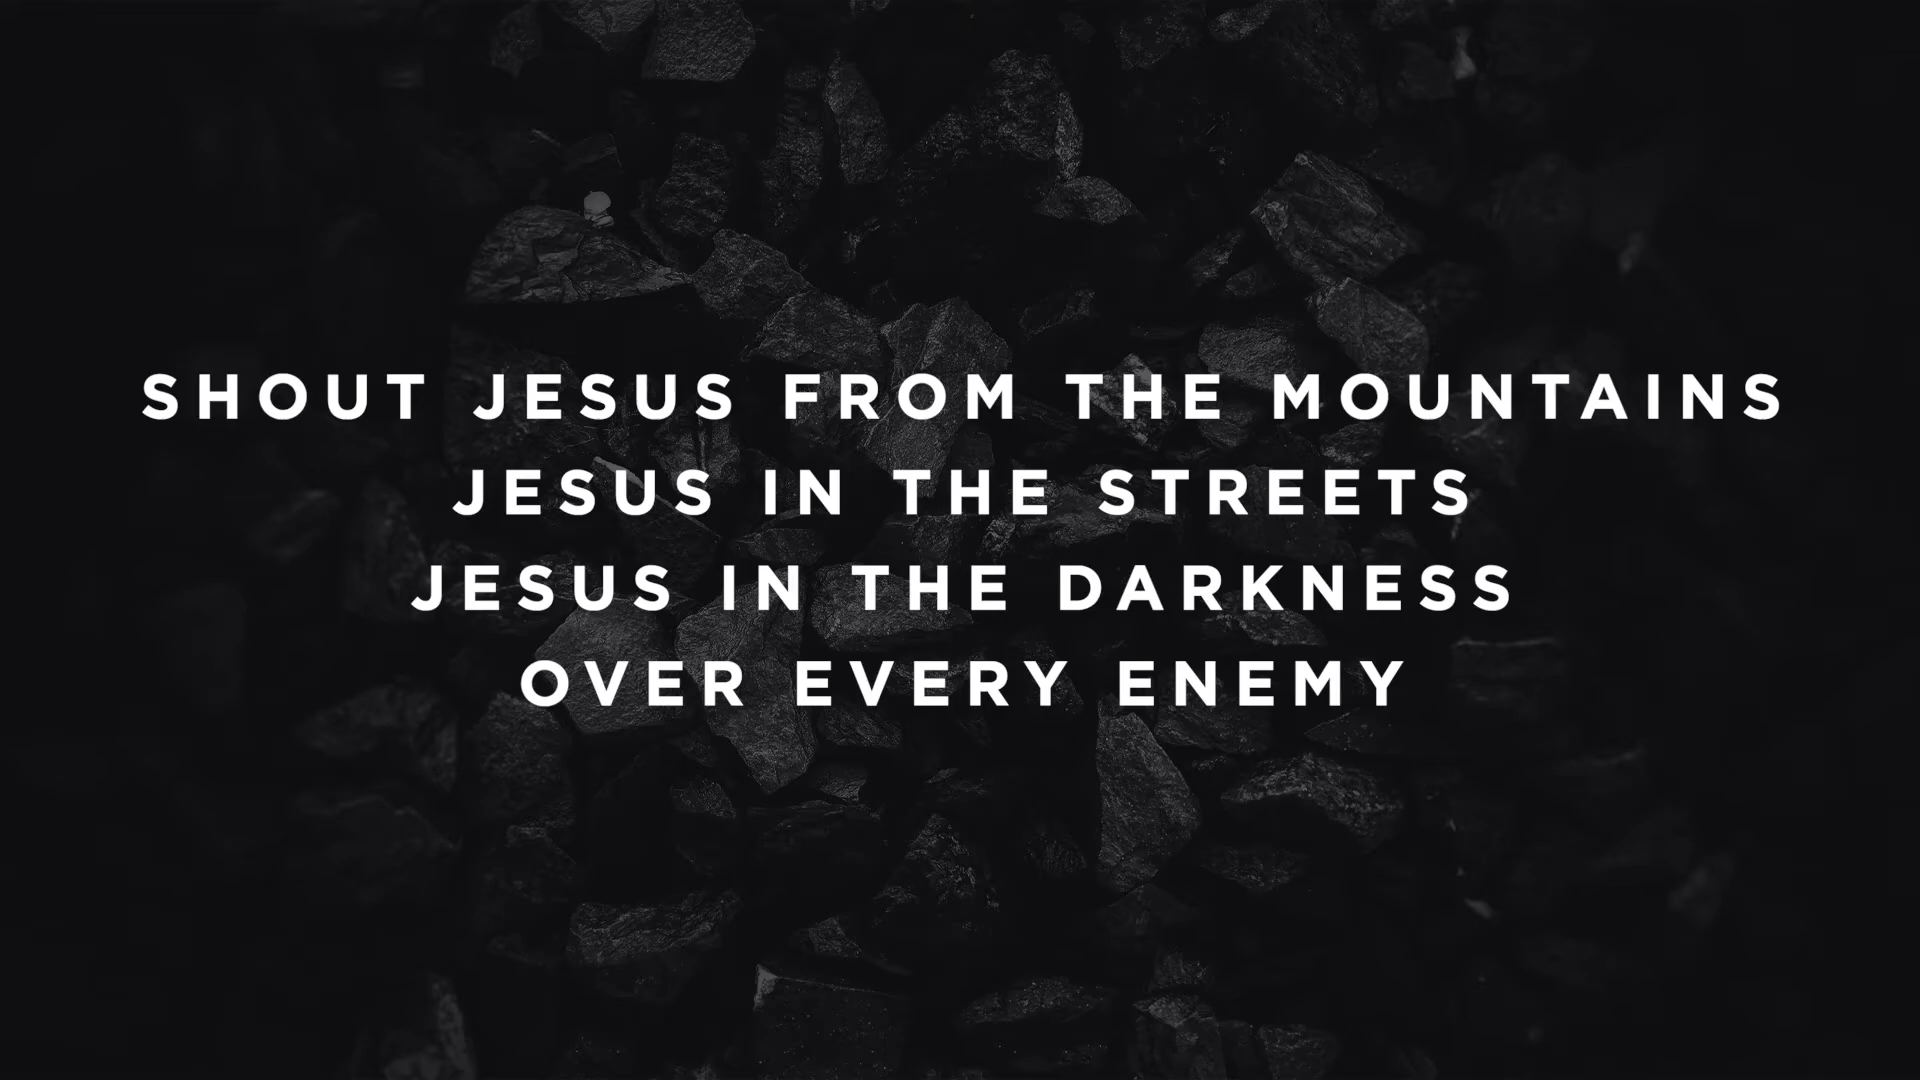 SHOUT JESUS FROM THE MOUNTAINS
JESUS IN THE STREETS
JESUS IN THE DARKNESS
OVER EVERY ENEMY